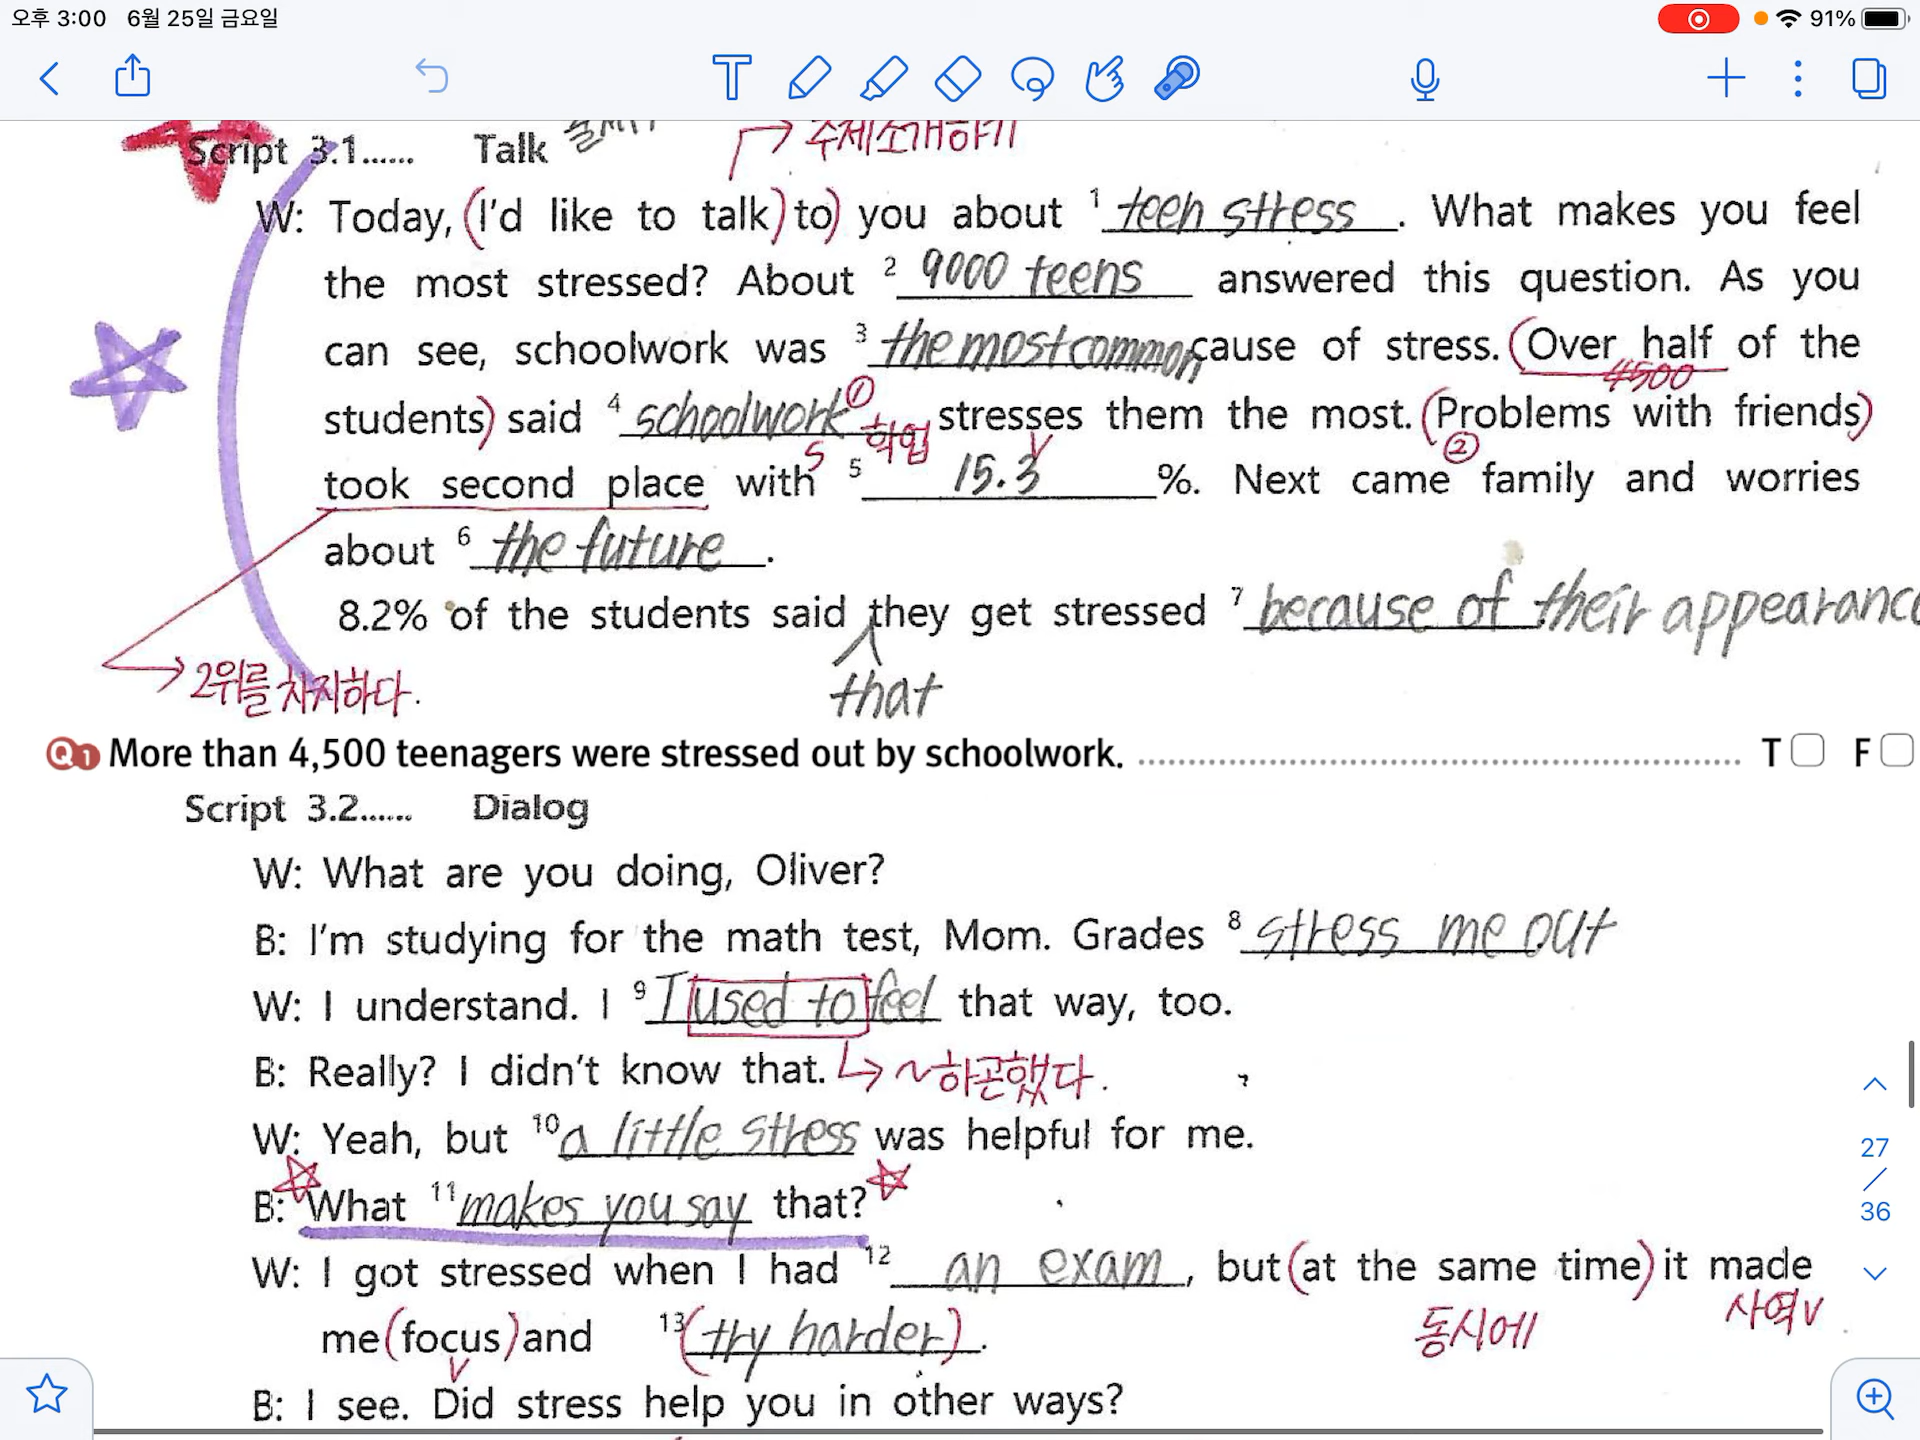 오후 3:00 6월 25일 금요일 91%
주제소개하기
Script 3.1...... Talk
W: Today, (I'd like to talk) to) you about 1 teen stress. What makes you feel
the most stressed? About 2 9000 teens answered this question. As you
can see, schoolwork was 3 the most common cause of stress. (Over half of the
4500
students) said 4 schoolwork ① 학업 stresses them the most. (Problems with friends)
S V ②
took second place with 5 15.3 %. Next came family and worries
about 6 the future.
8.2% of the students said they get stressed 7 because of their appearanc
that
2위를 차지하다.
Q1 More than 4,500 teenagers were stressed out by schoolwork. T F
Script 3.2...... Dialog
W: What are you doing, Oliver?
B: I'm studying for the math test, Mom. Grades 8 stress me out
W: I understand. I 9 I used to feel that way, too.
B: Really? I didn't know that. ~하곤했다.
W: Yeah, but 10 a little stress was helpful for me.
B: What 11 makes you say that?
W: I got stressed when I had 12 an exam, but (at the same time) it made
동시에 사역V
me (focus) and 13 (try harder).
V
B: I see. Did stress help you in other ways?
27
/
36